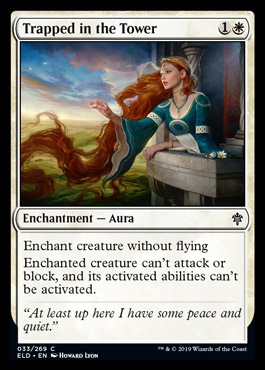 Trapped in the Tower 1
Enchantment — Aura
Enchant creature without flying
Enchanted creature can't attack or
block, and its activated abilities can't
be activated.
"At least up here I have some peace and
quiet."
033/269 C
ELD • EN Howard Lyon
™ & © 2019 Wizards of the Coast